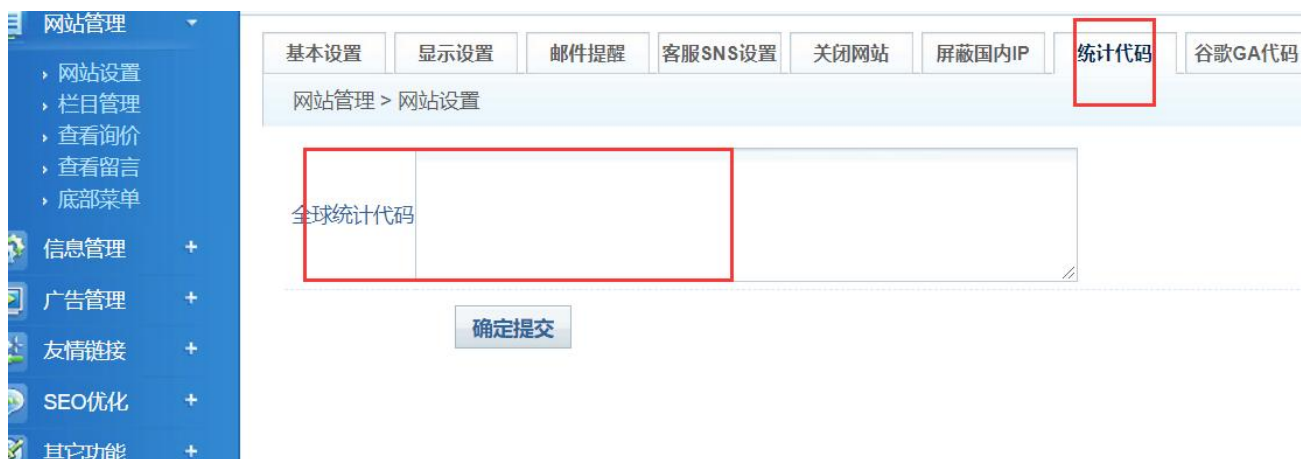 网站管理
网站设置
栏目管理
查看询价
查看留言
底部菜单
信息管理 +
广告管理 +
友情链接 +
SEO优化 +
其它功能 +
基本设置 显示设置 邮件提醒 客服SNS设置 关闭网站 屏蔽国内IP 统计代码 谷歌GA代码
网站管理 > 网站设置
全球统计代码
确定提交